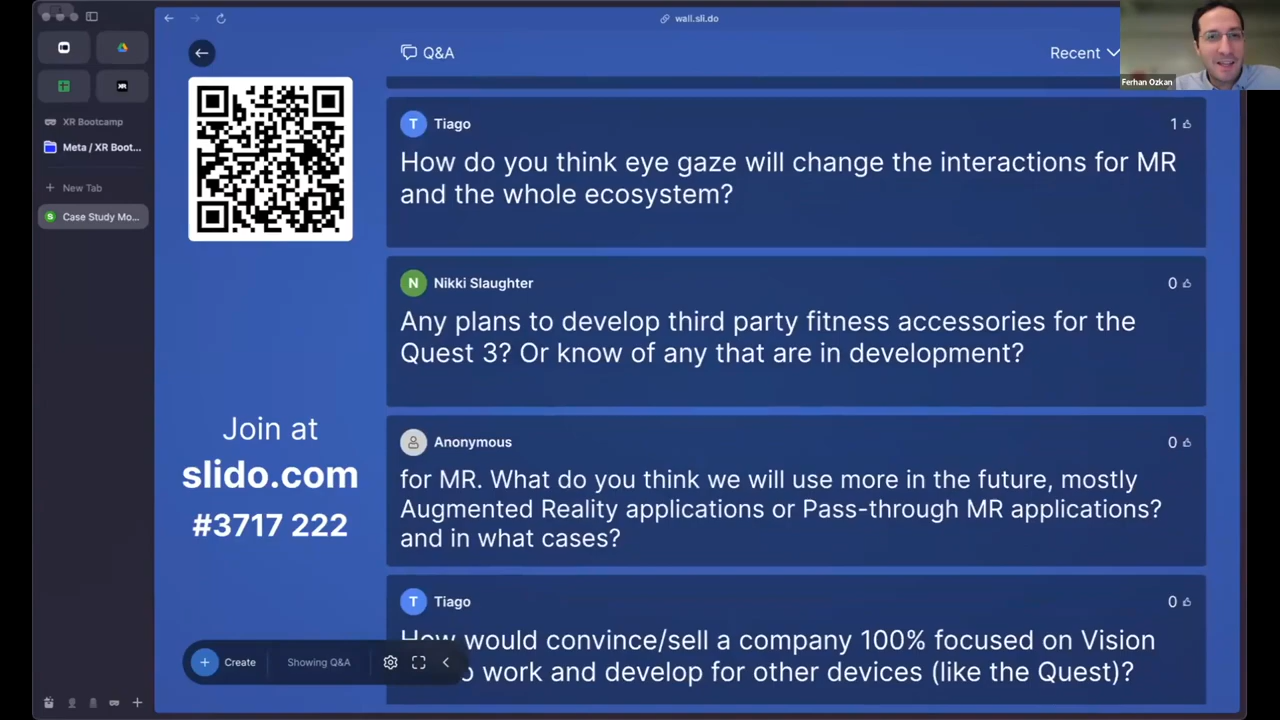 wall.sli.do
Q&A
Recent
Ferhan Ozkan
XR
XR Bootcamp
Meta / XR Boot...
New Tab
S
Case Study Mo...
T
Tiago
1
How do you think eye gaze will change the interactions for MR
and the whole ecosystem?
N
Nikki Slaughter
0
Any plans to develop third party fitness accessories for the
Quest 3? Or know of any that are in development?
Anonymous
0
for MR. What do you think we will use more in the future, mostly
Augmented Reality applications or Pass-through MR applications?
and in what cases?
T
Tiago
0
How would convince/sell a company 100% focused on Vision
work and develop for other devices (like the Quest)?
Join at
slido.com
#3717 222
Create
Showing Q&A